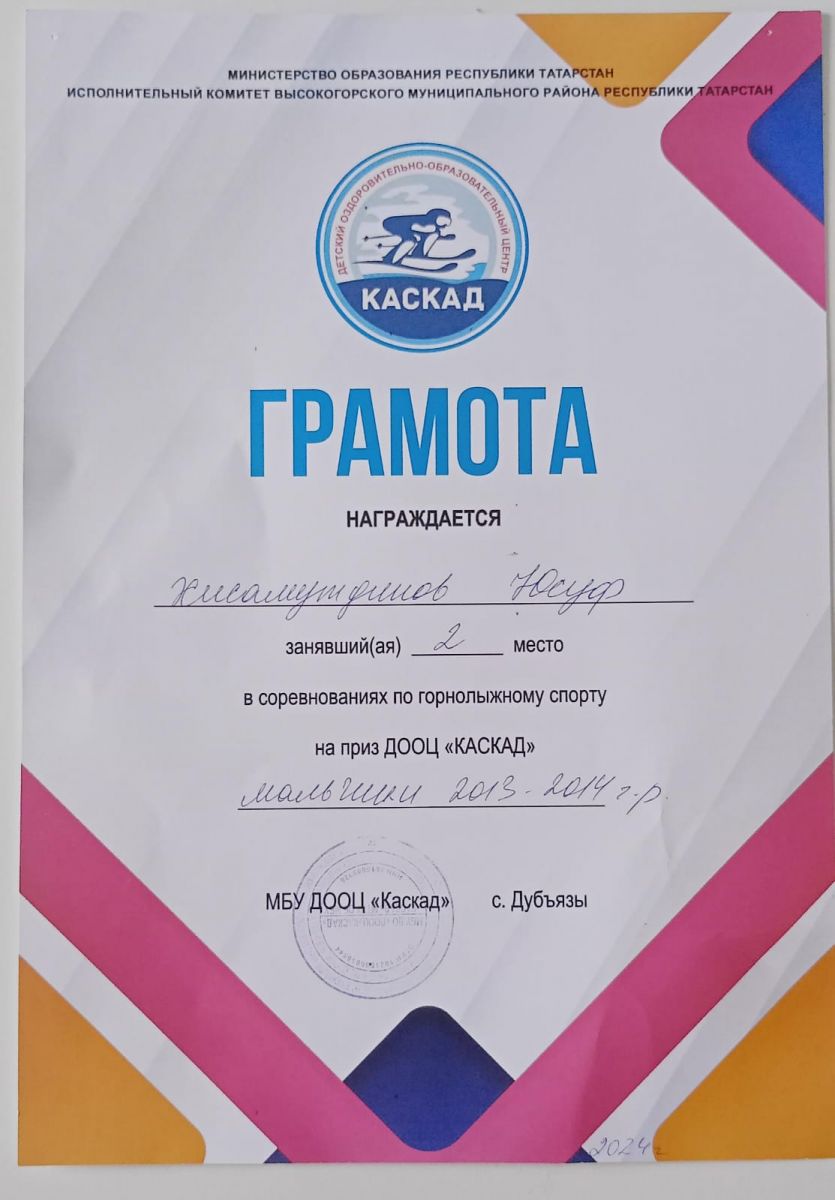 МИНИСТЕРСТВО ОБРАЗОВАНИЯ РЕСПУБЛИКИ ТАТАРСТАН
ИСПОЛНИТЕЛЬНЫЙ КОМИТЕТ ВЫСОКОГОРСКОГО МУНИЦИПАЛЬНОГО РАЙОНА РЕСПУБЛИКИ ТАТАРСТАН
ДЕТСКИЙ ОЗДОРОВИТЕЛЬНО-ОБРАЗОВАТЕЛЬНЫЙ ЦЕНТР
КАСКАД
ГРАМОТА
НАГРАЖДАЕТСЯ
Хисамутдинов Юсуф
занявший(ая) 2 место
в соревнованиях по горнолыжному спорту
на приз ДООЦ «КАСКАД»
мальчики 2013-2014 г.р.
МБУ ДООЦ «Каскад» с. Дубъязы
2024г